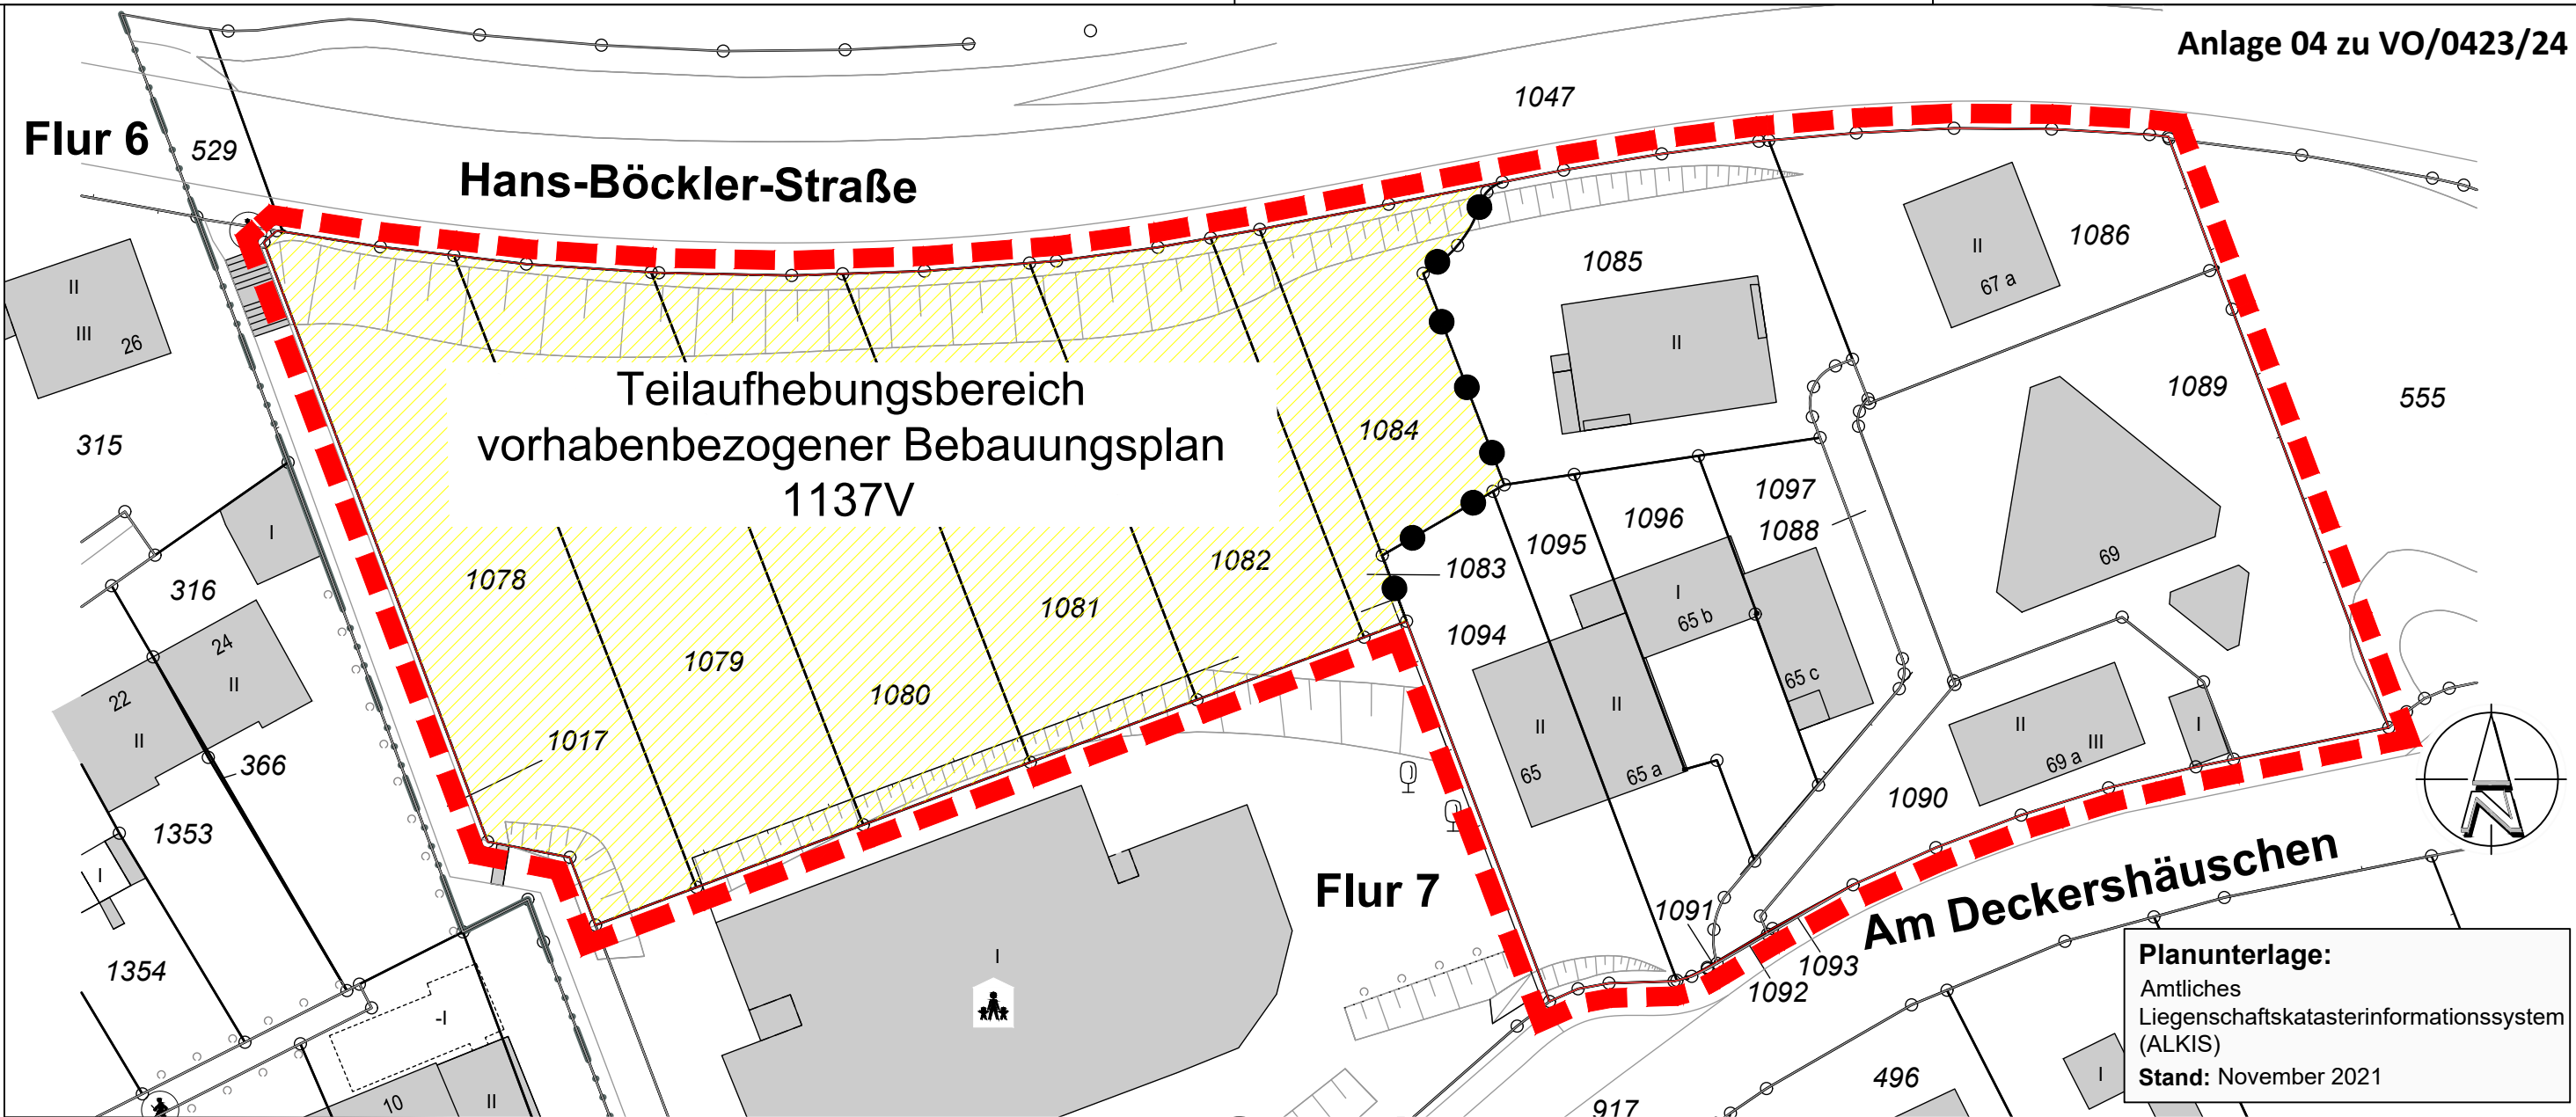 Anlage 04 zu VO/0423/24
1047
Flur 6
529
Hans-Böckler-Straße
1085
II
1086
67 a
II
III
26
II
315
Teilaufhebungsbereich
vorhabenbezogener Bebauungsplan
1137V
1084
1089
555
I
316
1078
1082
1083
1095
1096
1097
1088
69
24
II
22
II
366
1353
1017
1079
1080
1081
1094
I
65 b
65 c
II
65
II
65 a
II
III
69 a
I
1090
N
I
1354
-I
10
II
I
Flur 7
1091
1092
1093
Am Deckershäuschen
917
496
I
Planunterlage:
Amtliches
Liegenschaftskatasterinformationssystem
(ALKIS)
Stand: November 2021